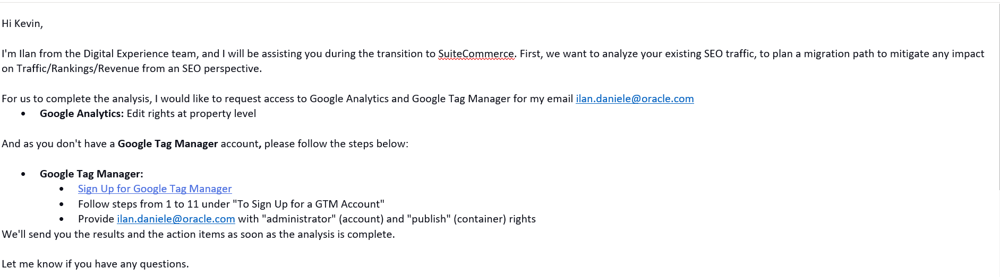 Hi Kevin,
I'm Ilan from the Digital Experience team, and I will be assisting you during the transition to SuiteCommerce. First, we want to analyze your existing SEO traffic, to plan a migration path to mitigate any impact
on Traffic/Rankings/Revenue from an SEO perspective.
For us to complete the analysis, I would like to request access to Google Analytics and Google Tag Manager for my email ilan.daniele@oracle.com
• Google Analytics: Edit rights at property level
And as you don't have a Google Tag Manager account, please follow the steps below:
• Google Tag Manager:
• Sign Up for Google Tag Manager
• Follow steps from 1 to 11 under "To Sign Up for a GTM Account"
• Provide ilan.daniele@oracle.com with "administrator" (account) and "publish" (container) rights
We'll send you the results and the action items as soon as the analysis is complete.
Let me know if you have any questions.